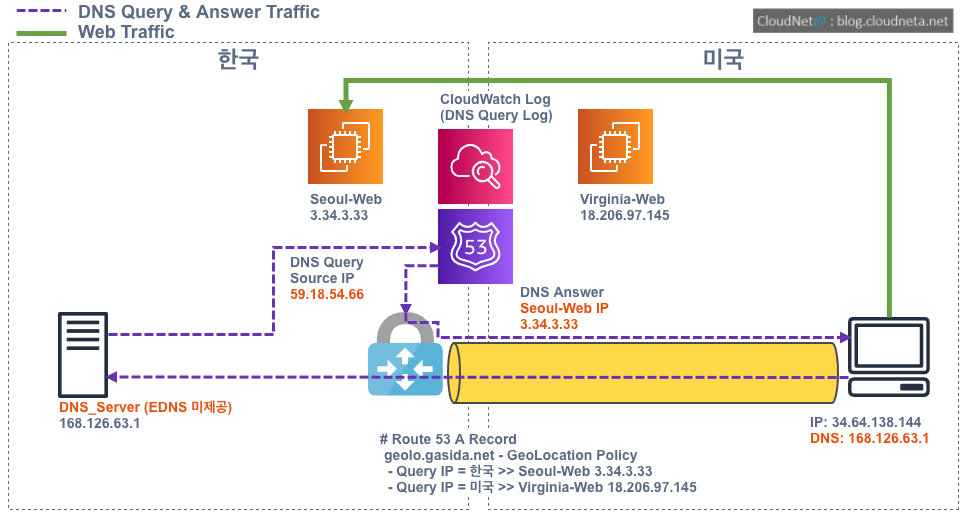 DNS Query & Answer Traffic
Web Traffic
CloudNet@ : blog.cloudneta.net
한국
미국
CloudWatch Log
(DNS Query Log)
Seoul-Web
3.34.3.33
Virginia-Web
18.206.97.145
53
DNS Query
Source IP
59.18.54.66
DNS Answer
Seoul-Web IP
3.34.3.33
DNS_Server (EDNS 미제공)
168.126.63.1
IP: 34.64.138.144
DNS: 168.126.63.1
# Route 53 A Record
geolo.gasida.net - GeoLocation Policy
- Query IP = 한국 >> Seoul-Web 3.34.3.33
- Query IP = 미국 >> Virginia-Web 18.206.97.145